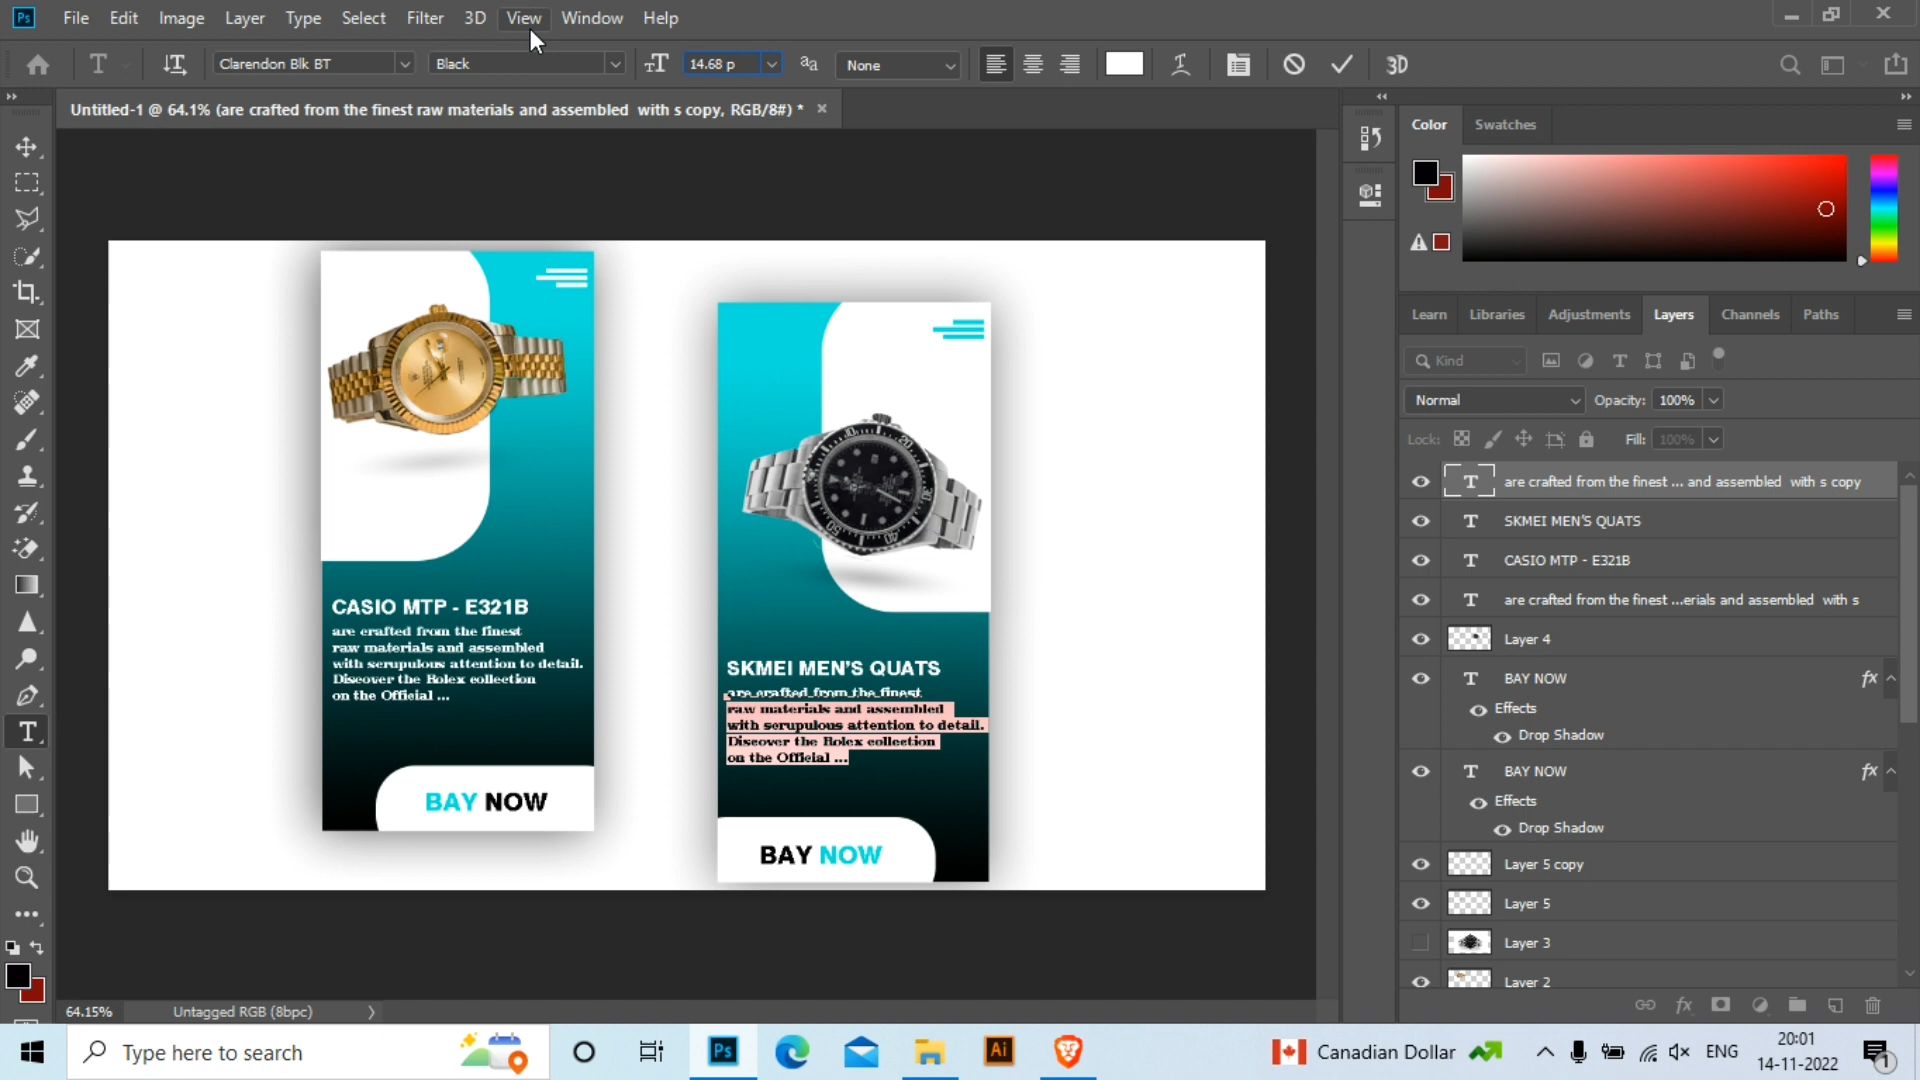 Ps File Edit Image Layer Type Select Filter 3D View Window Help
T Clarendon Blk BT Black 14.68 p aa None 3D
Untitled-1 @ 64.1% (are crafted from the finest raw materials and assembled  with s copy, RGB/8#) * ×
Color Swatches
CASIO MTP - E321B
are crafted from the finest
raw materials and assembled
with scrupulous attention to detail.
Discover the Rolex collection
on the Official ...
BAY NOW
SKMEI MEN'S QUATS
are crafted from the finest
raw materials and assembled
with scrupulous attention to detail.
Discover the Rolex collection
on the Official ...
BAY NOW
Learn Libraries Adjustments Layers Channels Paths
Kind
Normal Opacity: 100%
Lock: Fill: 100%
T are crafted from the finest ... and assembled  with s copy
T SKMEI MEN'S QUATS
T CASIO MTP - E321B
T are crafted from the finest ...erials and assembled  with s
Layer 4
T BAY NOW fx
Effects
Drop Shadow
T BAY NOW fx
Effects
Drop Shadow
Layer 5 copy
Layer 5
Layer 3
Layer 2
fx
64.15% Untagged RGB (8bpc)
Type here to search
Ps
Ai
Canadian Dollar
ENG
20:01
14-11-2022
1